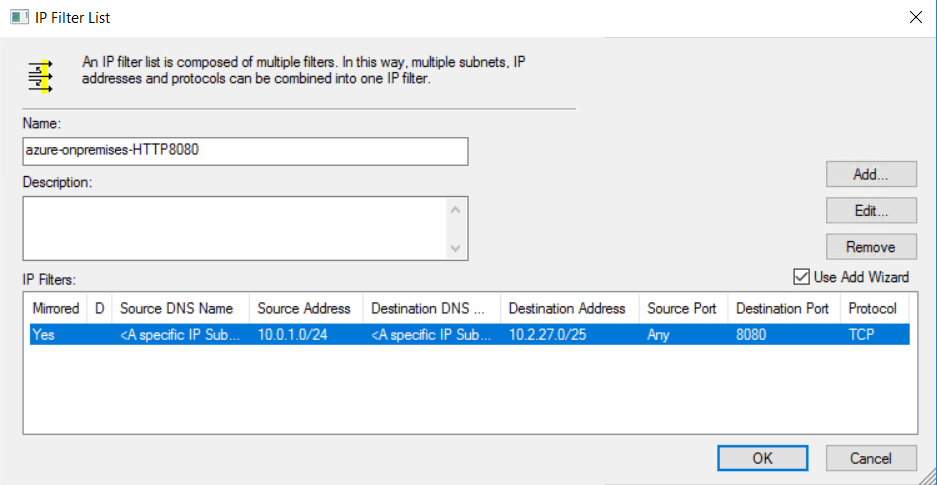 IP Filter List
An IP filter list is composed of multiple filters. In this way, multiple subnets, IP
addresses and protocols can be combined into one IP filter.
Name:
azure-onpremises-HTTP8080
Description:
Add...
Edit...
Remove
IP Filters:
Use Add Wizard
Mirrored D Source DNS Name Source Address Destination DNS ... Destination Address Source Port Destination Port Protocol
Yes <A specific IP Sub... 10.0.1.0/24 <A specific IP Sub... 10.2.27.0/25 Any 8080 TCP
OK Cancel